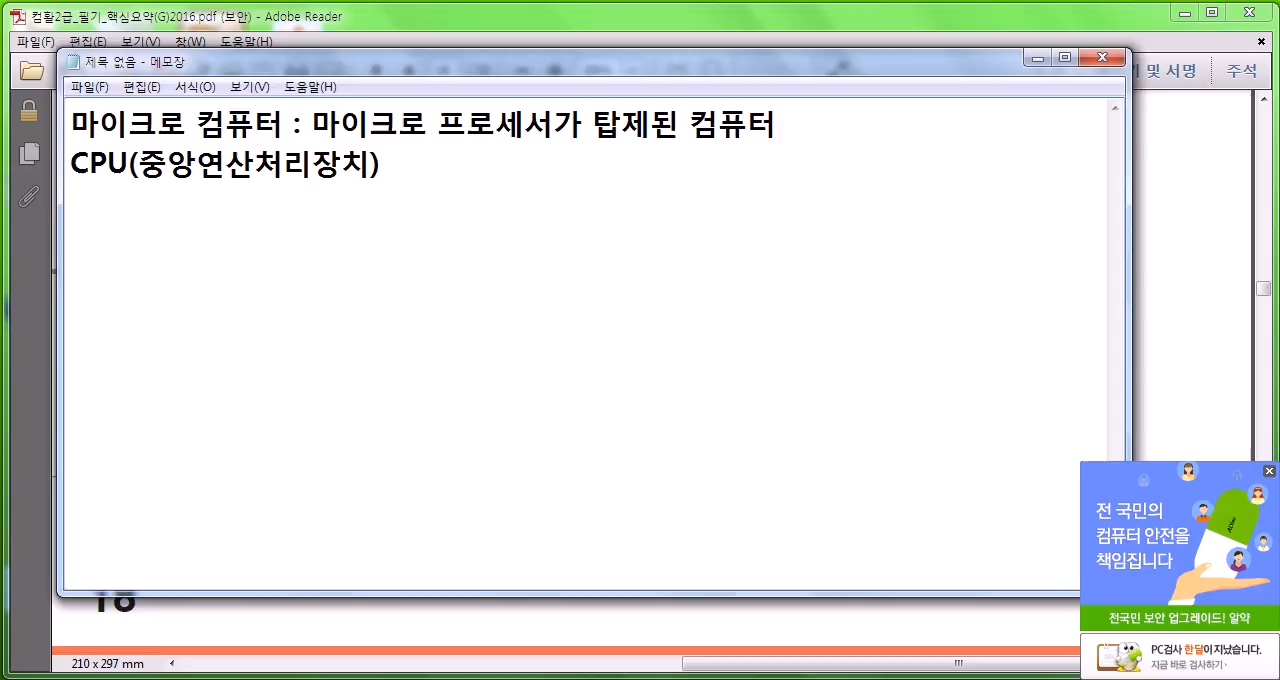 컴활2급_필기_핵심요약(G)2016.pdf (보안) - Adobe Reader
파일(F) 편집(E) 보기(V) 창(W) 도움말(H)
제목 없음 - 메모장
및 서명 주석
파일(F) 편집(E) 서식(O) 보기(V) 도움말(H)
마이크로 컴퓨터 : 마이크로 프로세서가 탑제된 컴퓨터
CPU(중앙연산처리장치)
전 국민의
컴퓨터 안전을
책임집니다
전국민 보안 업그레이드! 알약
18
PC검사 한달이 지났습니다.
지금 바로 검사하기
210 x 297 mm